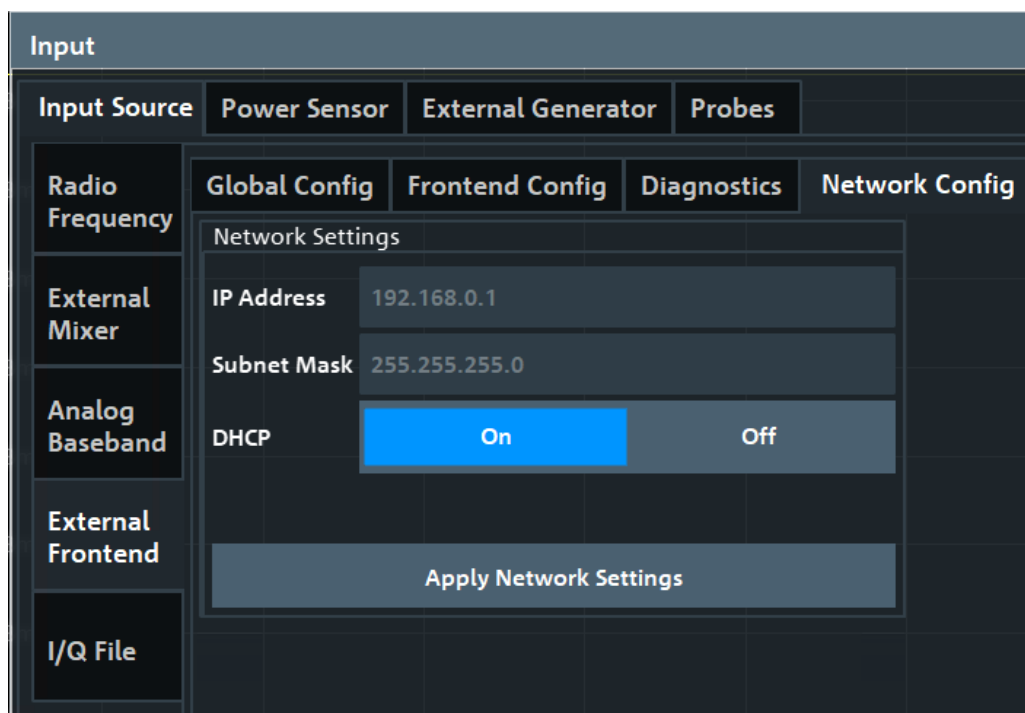 Input
Input Source Power Sensor External Generator Probes
Radio
Frequency
External
Mixer
Analog
Baseband
External
Frontend
I/Q File
Global Config Frontend Config Diagnostics Network Config
Network Settings
IP Address 192.168.0.1
Subnet Mask 255.255.255.0
DHCP On Off
Apply Network Settings